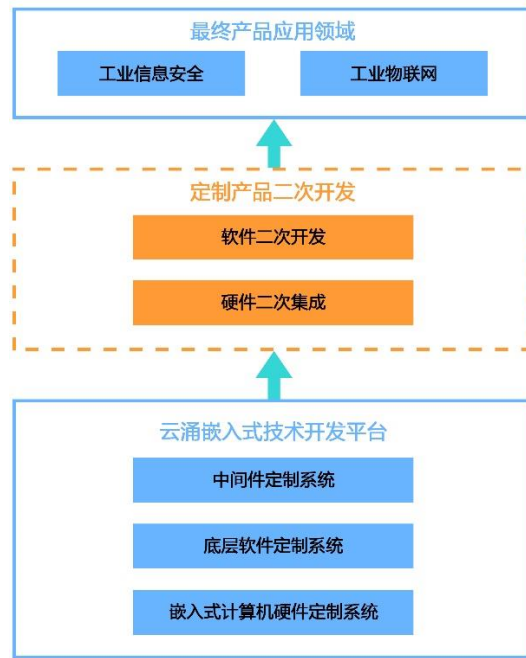 最终产品应用领域
工业信息安全
工业物联网
定制产品二次开发
软件二次开发
硬件二次集成
云涌嵌入式技术开发平台
中间件定制系统
底层软件定制系统
嵌入式计算机硬件定制系统